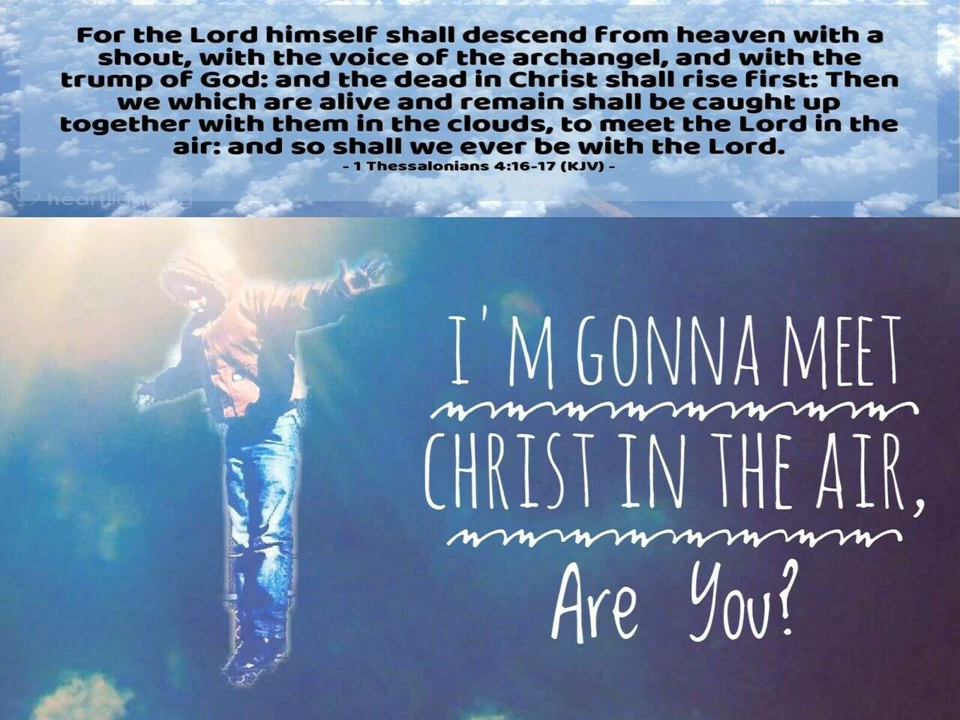 For the Lord himself shall descend from heaven with a
shout, with the voice of the archangel, and with the
trump of God: and the dead in Christ shall rise first: Then
we which are alive and remain shall be caught up
together with them in the clouds, to meet the Lord in the
air: and so shall we ever be with the Lord.
- 1 Thessalonians 4:16-17 (KJV) -
I'M GONNA MEET
CHRIST IN THE AIR,
Are You?